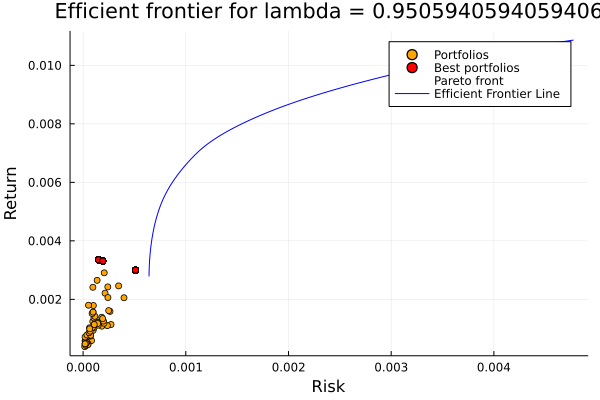 Efficient frontier for lambda = 0.9505940594059406
Portfolios
Best portfolios
Pareto front
Efficient Frontier Line
0.010
0.008
0.006
0.004
0.002
Return
0.000
0.001
0.002
0.003
0.004
Risk